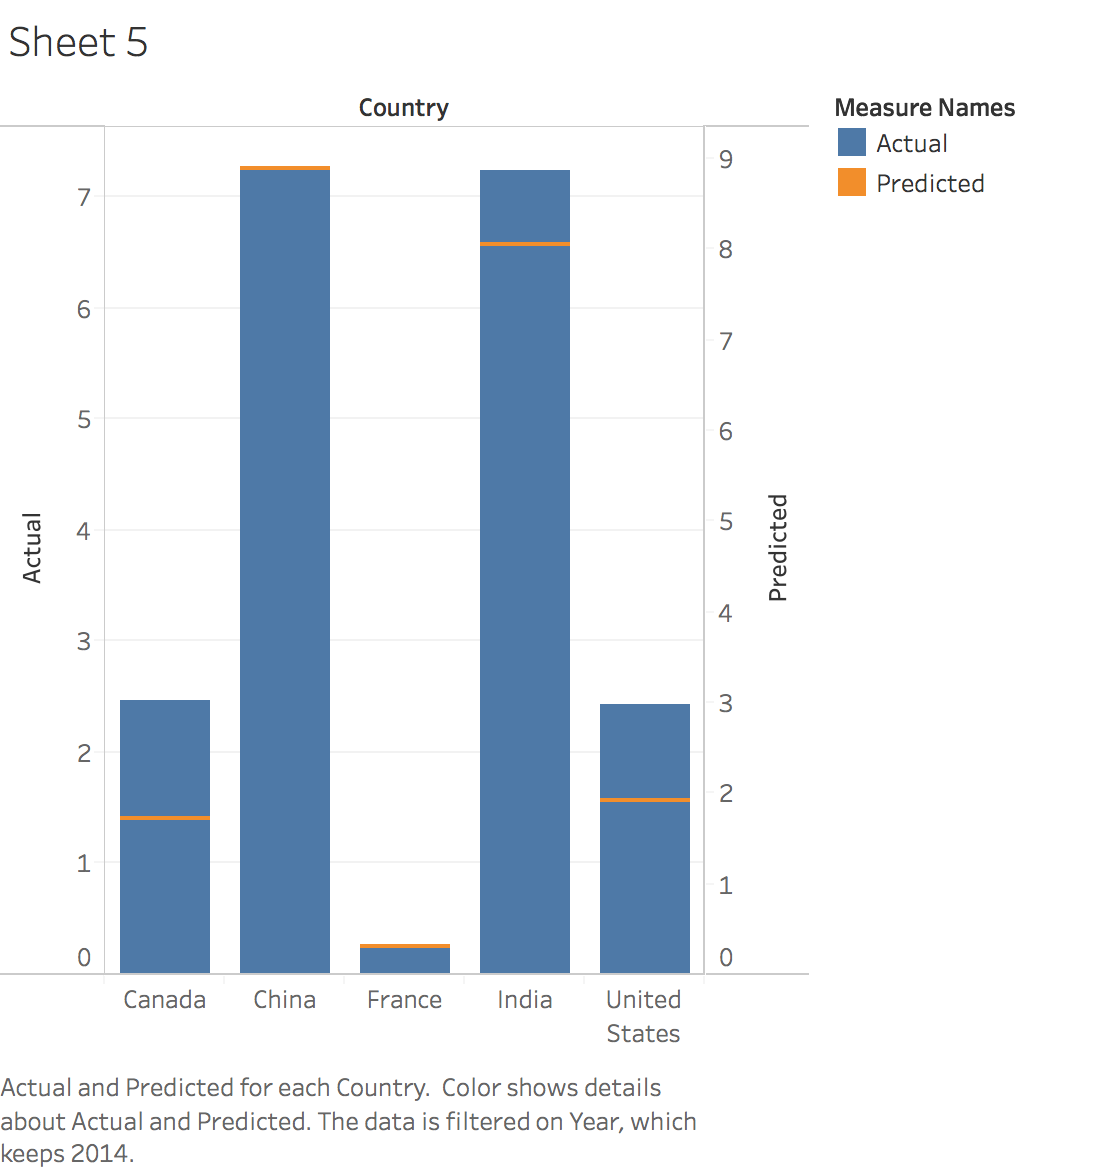 Sheet 5
Country
Measure Names
Actual
Predicted
7
6
5
4
3
2
1
0
Actual
9
8
7
6
5
4
3
2
1
0
Predicted
Canada China France India United
States
Actual and Predicted for each Country.  Color shows details
about Actual and Predicted. The data is filtered on Year, which
keeps 2014.